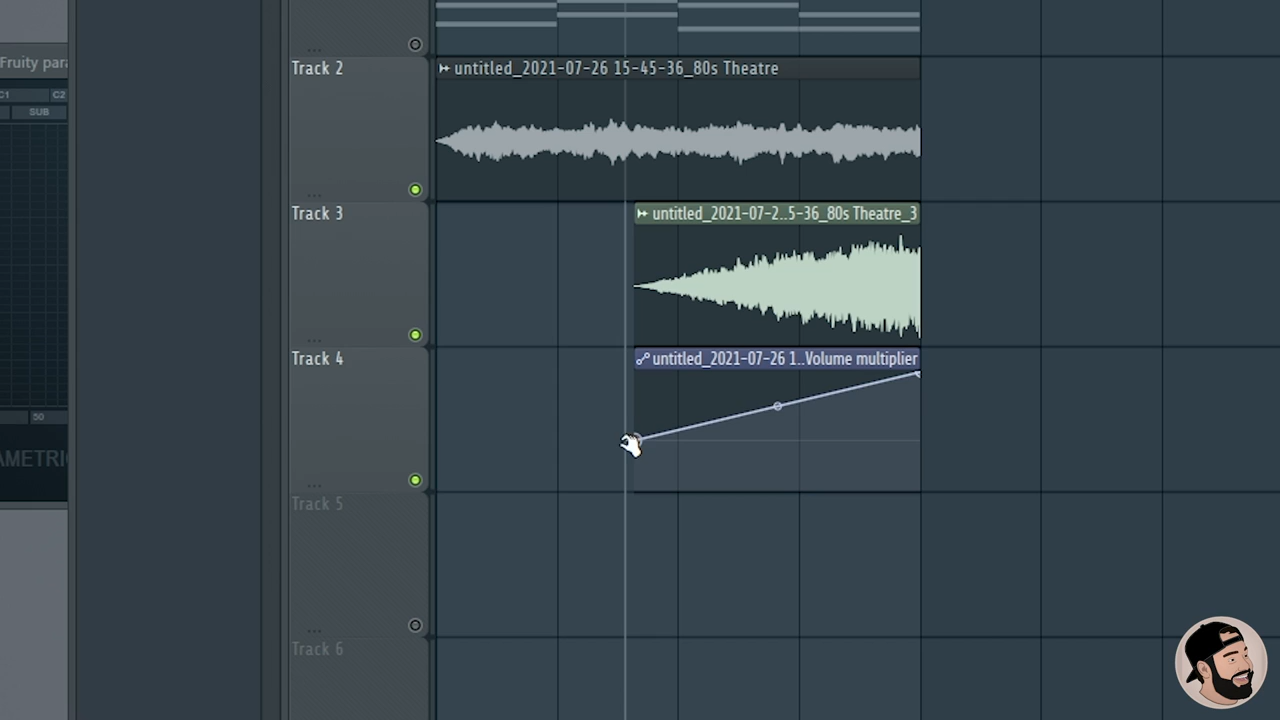 Fruity para
C1 C2
SUB
50
AMETRI
Track 2
untitled_2021-07-26 15-45-36_80s Theatre
Track 3
untitled_2021-07-2..5-36_80s Theatre_3
Track 4
untitled_2021-07-26 1..Volume multiplier
Track 5
Track 6